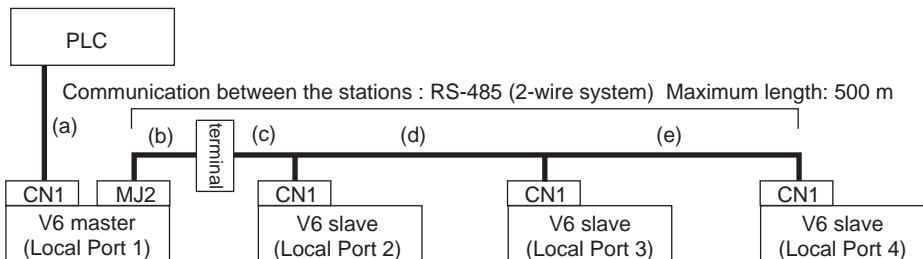 PLC
Communication between the stations : RS-485 (2-wire system)  Maximum length: 500 m
(a)
(b)
terminal
(c)
(d)
(e)
CN1
MJ2
CN1
CN1
CN1
V6 master
(Local Port 1)
V6 slave
(Local Port 2)
V6 slave
(Local Port 3)
V6 slave
(Local Port 4)